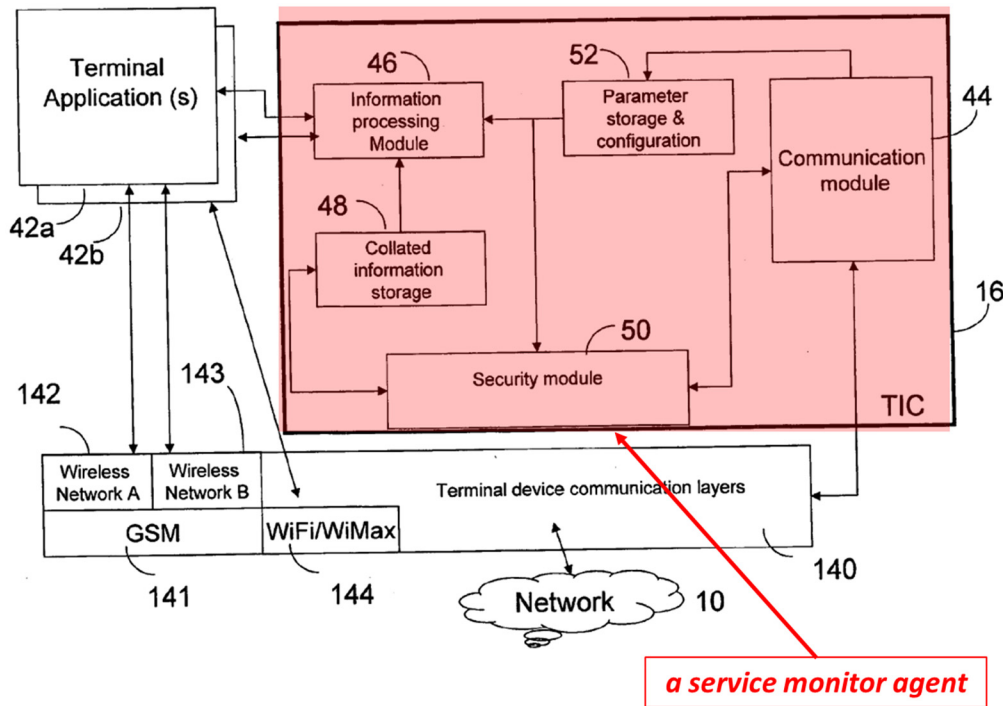 Terminal
Application (s)
42a
42b
46
Information
processing
Module
52
Parameter
storage &
configuration
44
Communication
module
48
Collated
information
storage
16
50
Security module
TIC
142
143
Wireless
Network A
Wireless
Network B
Terminal device communication layers
GSM
WiFi/WiMax
141
144
140
Network
10
a service monitor agent